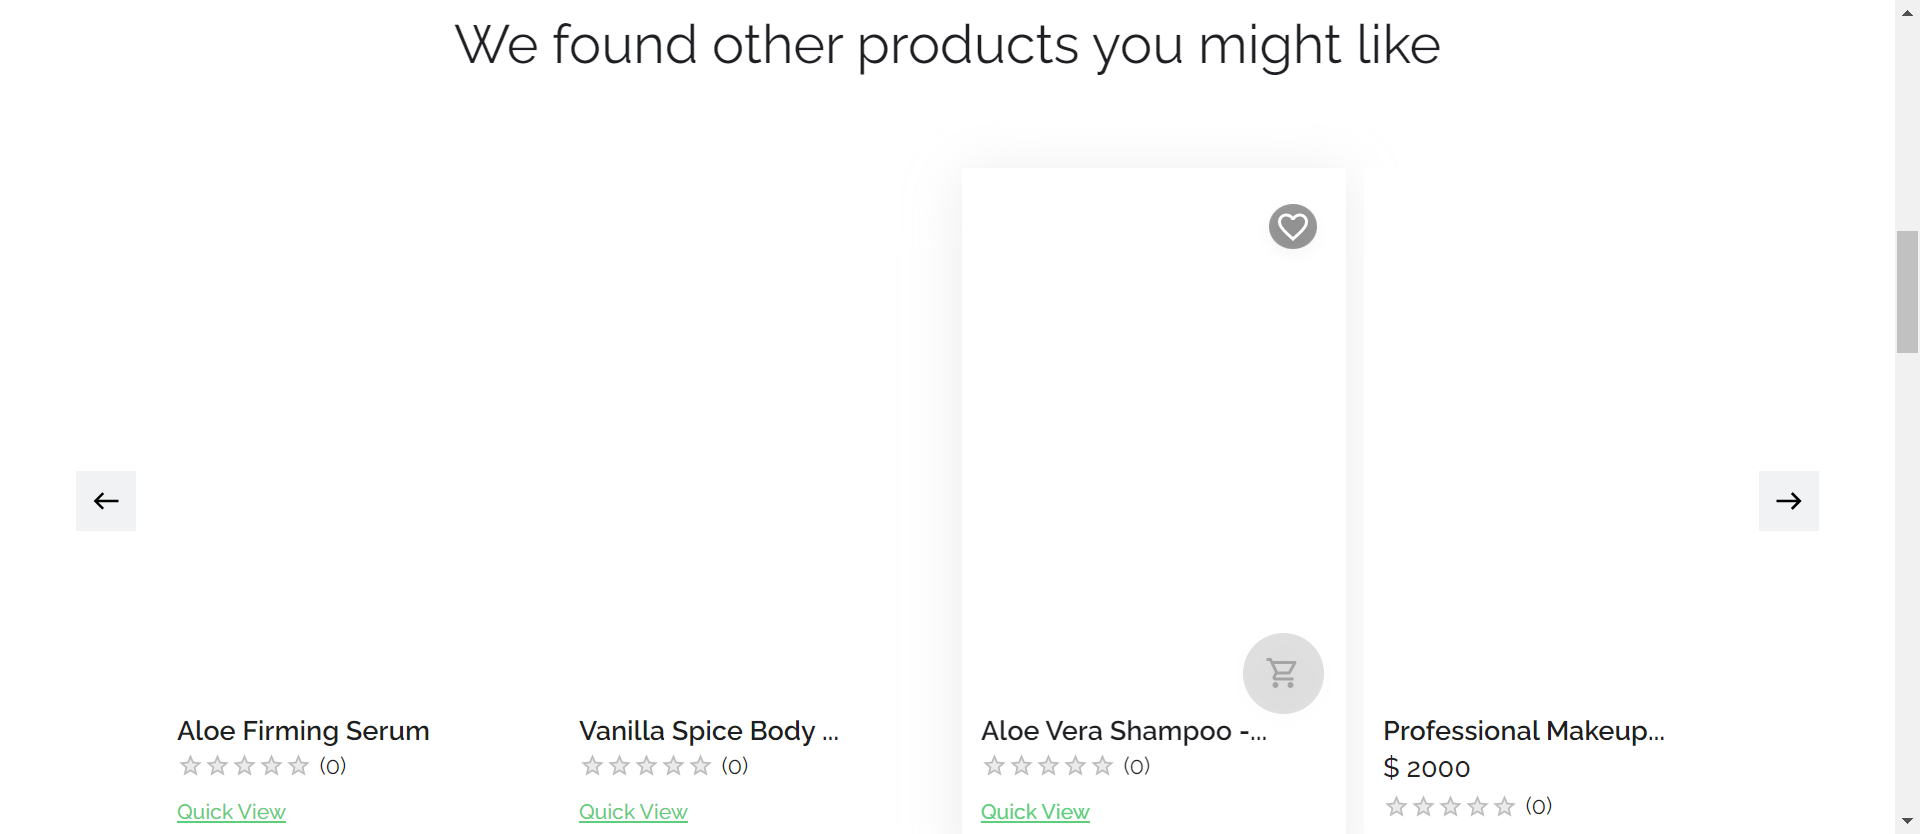 We found other products you might like
Aloe Firming Serum
(0)
Quick View
Vanilla Spice Body ...
(0)
Quick View
Aloe Vera Shampoo -...
(0)
Quick View
Professional Makeup...
$ 2000
(0)